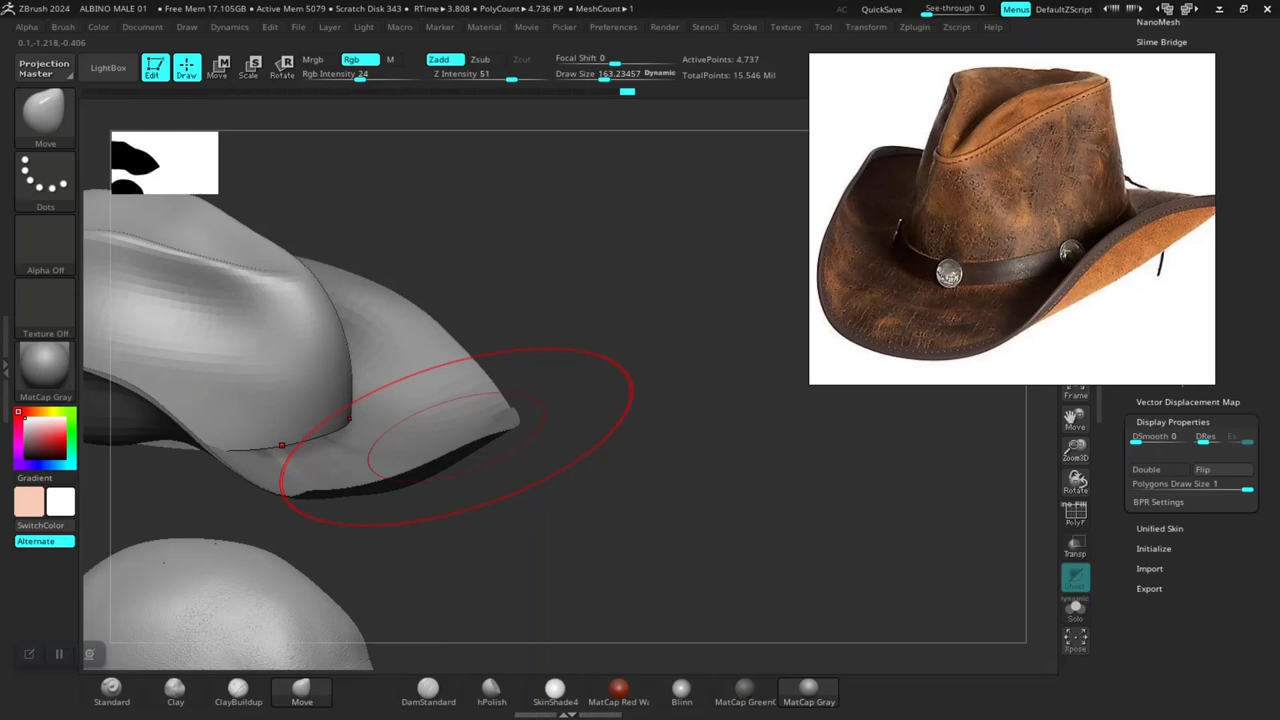 ZBrush 2024 ALBINO MALE 01 • Free Mem 17.105GB • Active Mem 5079 • Scratch Disk 343 • RTime▸3.808 • PolyCount▸4.736 KP • MeshCount▸1 AC QuickSave See-through 0 Menus DefaultZScript
Alpha Brush Color Document Draw Dynamics Edit File Layer Light Macro Marker Material Movie Picker Preferences Render Stencil Stroke Texture Tool Transform Zplugin Zscript Help
NanoMesh
Slime Bridge
0.1,-1.218,-0.406
Projection Master
LightBox
Edit
Draw
Move
Scale
Rotate
Mrgb Rgb M
Rgb Intensity 24
Zadd Zsub Zcut
Z Intensity 51
Focal Shift 0
Draw Size 163.23457 Dynamic
ActivePoints: 4,737
TotalPoints: 15.546 Mil
Move
Dots
Alpha Off
Texture Off
MatCap Gray
Gradient
SwitchColor
Alternate
Frame
Move
Zoom3D
Rotate
PolyF
Transp
Ghost
Dynamic
Solo
Xpose
Vector Displacement Map
Display Properties
DSmooth 0 DRes Es
Double Flip
Polygons Draw Size 1
BPR Settings
Unified Skin
Initialize
Import
Export
Standard Clay ClayBuildup Move DamStandard hPolish SkinShade4 MatCap Red Wa Blinn MatCap GreenC MatCap Gray